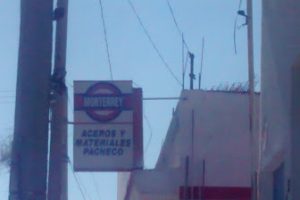 MONTERREY
ACEROS Y
MATERIALES
PACHECO